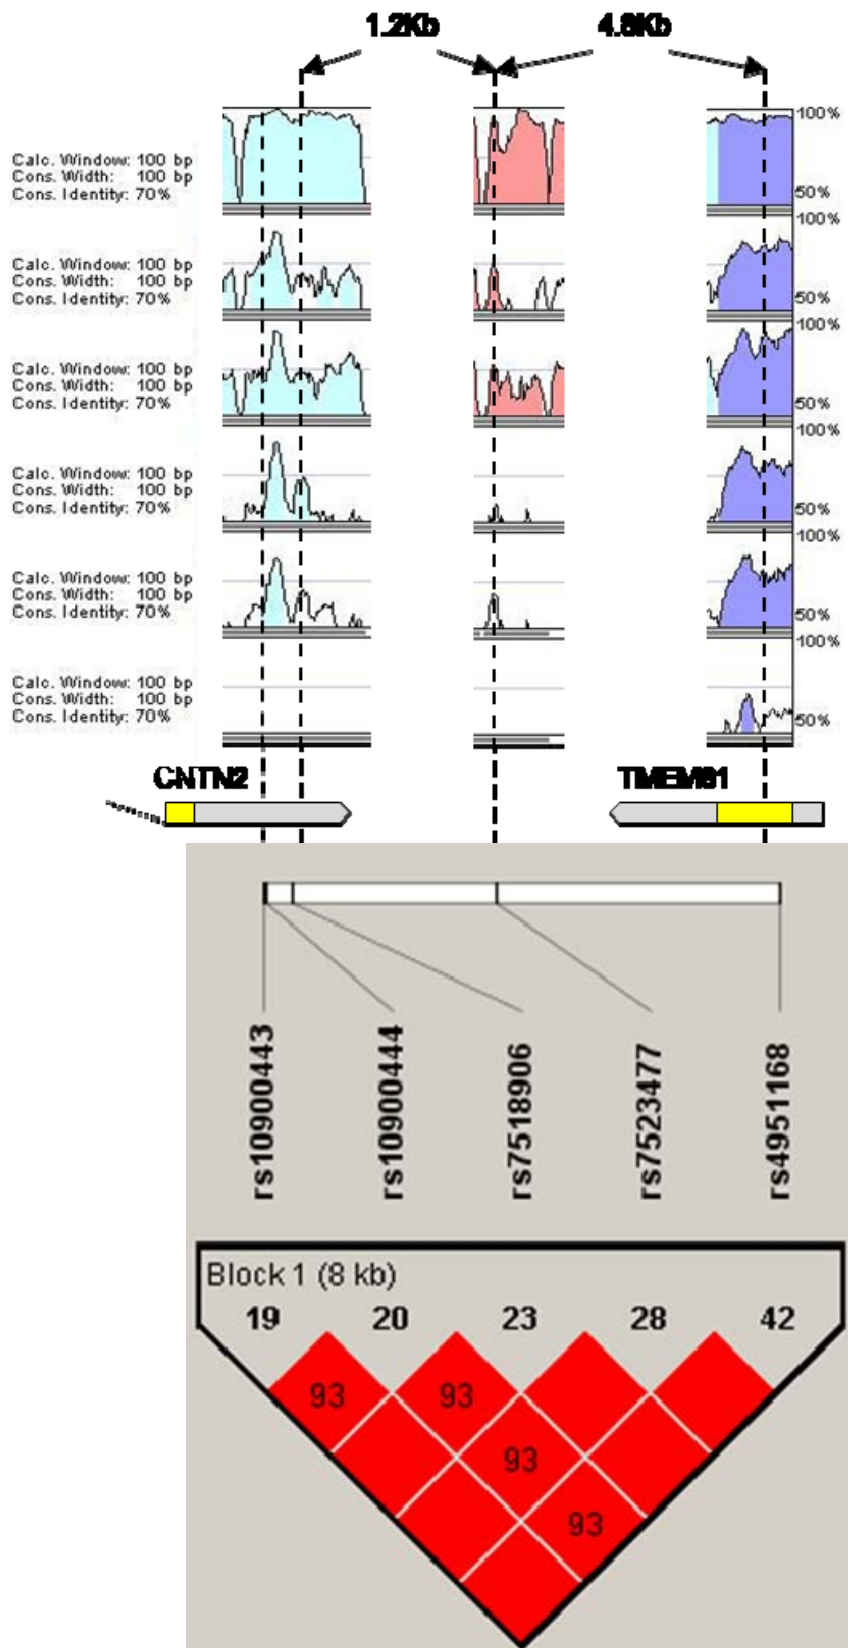 1.2Kb 4.8Kb
100%
Calc. Window: 100 bp
Cons. Width: 100 bp
Cons. Identity: 70%
50%
100%
Calc. Window: 100 bp
Cons. Width: 100 bp
Cons. Identity: 70%
50%
100%
Calc. Window: 100 bp
Cons. Width: 100 bp
Cons. Identity: 70%
50%
100%
Calc. Window: 100 bp
Cons. Width: 100 bp
Cons. Identity: 70%
50%
100%
Calc. Window: 100 bp
Cons. Width: 100 bp
Cons. Identity: 70%
50%
100%
Calc. Window: 100 bp
Cons. Width: 100 bp
Cons. Identity: 70%
50%
CNTN2 TMEM81
rs10900443
rs10900444
rs7518906
rs7523477
rs4951168
Block 1 (8 kb)
19 20 23 28 42
93 93
93
93